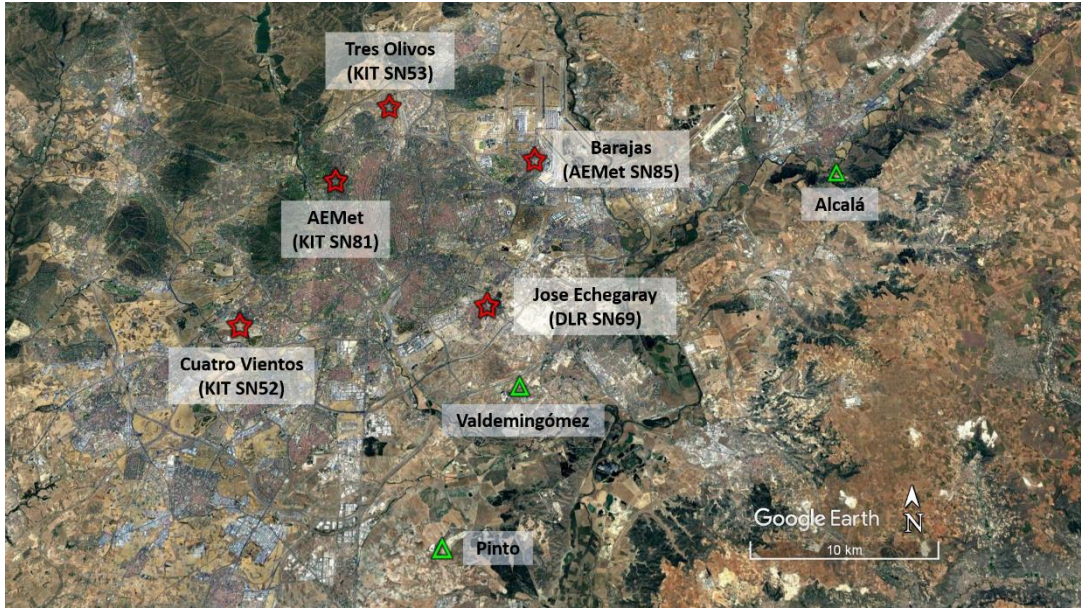 Tres Olivos
(KIT SN53)
Barajas
(AEMet SN85)
Alcalá
AEMet
(KIT SN81)
Jose Echegaray
(DLR SN69)
Cuatro Vientos
(KIT SN52)
Valdemingómez
Google Earth
N
10 km
Pinto